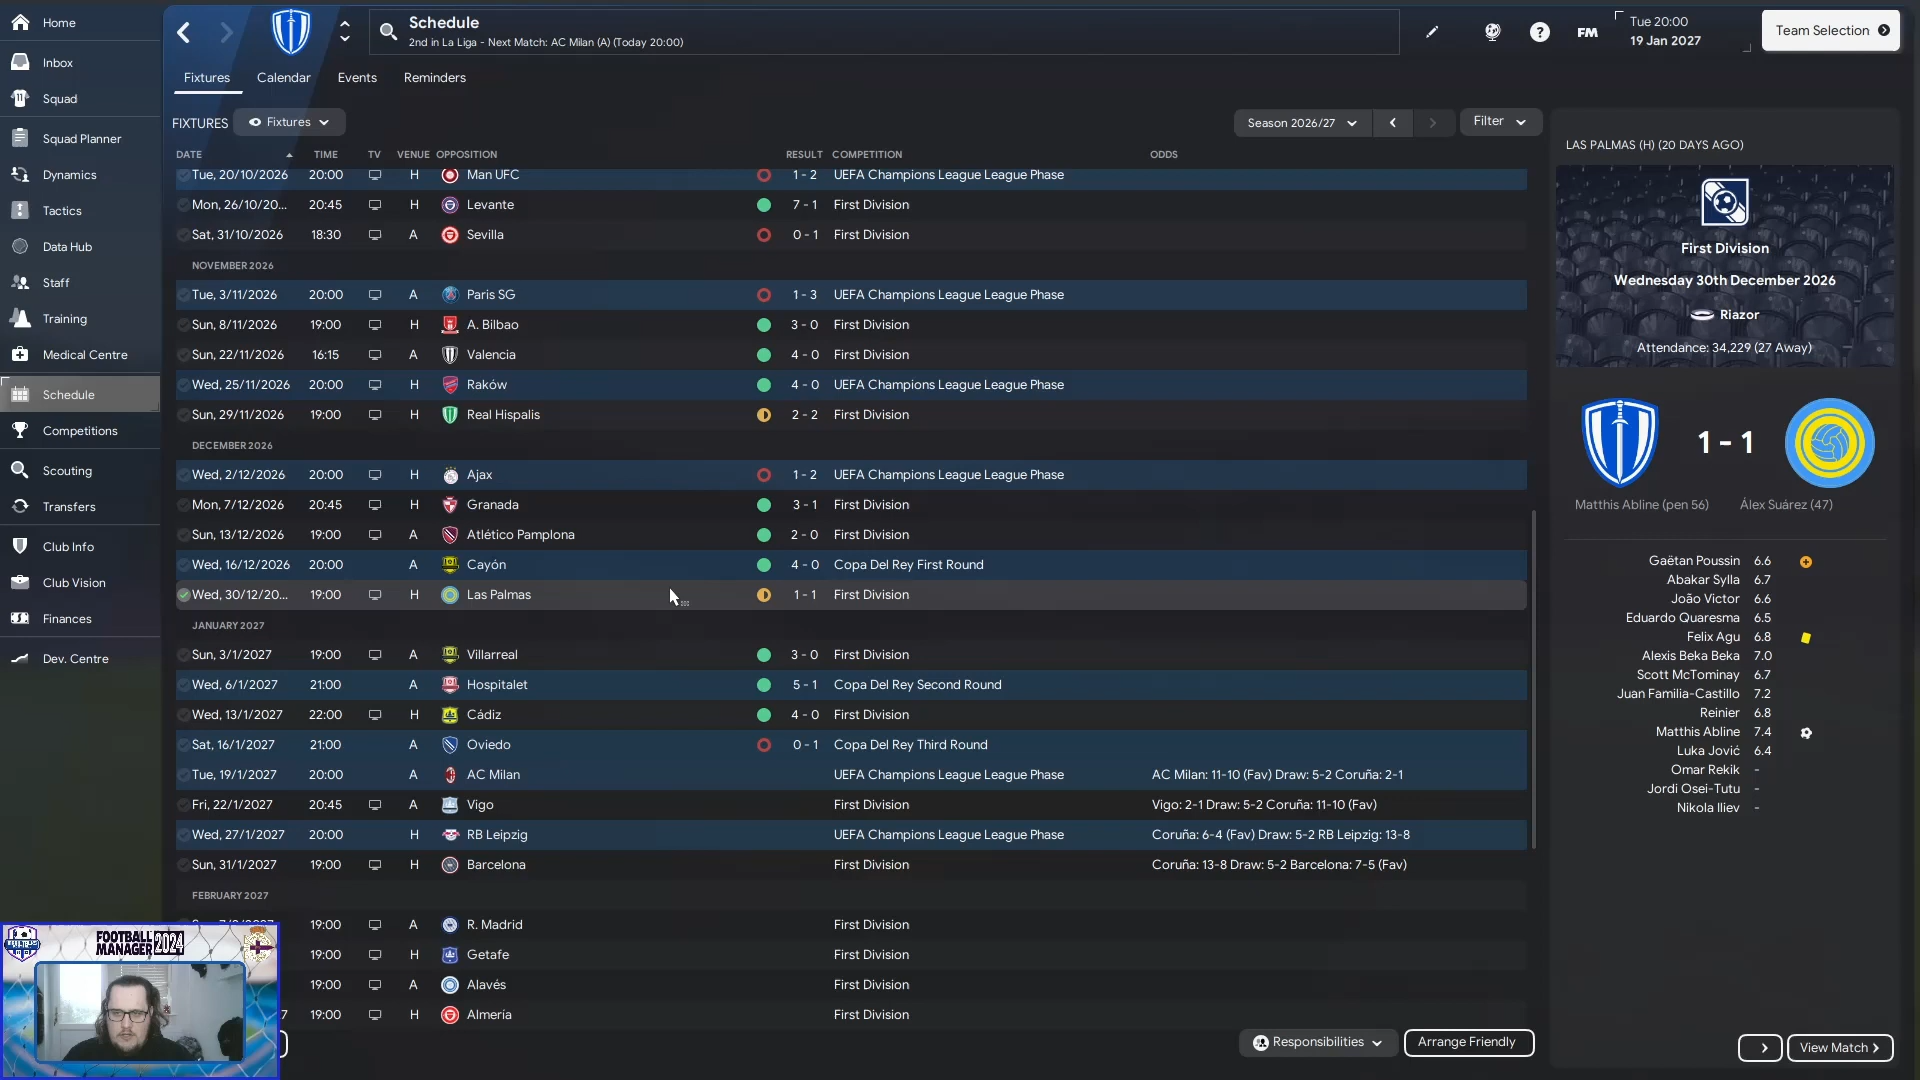 Home
Inbox
Squad
Squad Planner
Dynamics
Tactics
Data Hub
Staff
Training
Medical Centre
Schedule
Competitions
Scouting
Transfers
Club Info
Club Vision
Finances
Dev. Centre
Schedule
2nd in La Liga - Next Match: AC Milan (A) (Today 20:00)
FM
Tue 20:00
19 Jan 2027
Team Selection
Fixtures Calendar Events Reminders
FIXTURES Fixtures
Season 2026/27 Filter
DATE TIME TV VENUE OPPOSITION RESULT COMPETITION ODDS
Tue, 20/10/2026 20:00 H Man UFC 1 - 2 UEFA Champions League League Phase
Mon, 26/10/20... 20:45 H Levante 7 - 1 First Division
Sat, 31/10/2026 18:30 A Sevilla 0 - 1 First Division
NOVEMBER 2026
Tue, 3/11/2026 20:00 A Paris SG 1 - 3 UEFA Champions League League Phase
Sun, 8/11/2026 19:00 H A. Bilbao 3 - 0 First Division
Sun, 22/11/2026 16:15 A Valencia 4 - 0 First Division
Wed, 25/11/2026 20:00 H Raków 4 - 0 UEFA Champions League League Phase
Sun, 29/11/2026 19:00 H Real Hispalis 2 - 2 First Division
DECEMBER 2026
Wed, 2/12/2026 20:00 H Ajax 1 - 2 UEFA Champions League League Phase
Mon, 7/12/2026 20:45 H Granada 3 - 1 First Division
Sun, 13/12/2026 19:00 A Atlético Pamplona 2 - 0 First Division
Wed, 16/12/2026 20:00 A Cayón 4 - 0 Copa Del Rey First Round
Wed, 30/12/20... 19:00 H Las Palmas 1 - 1 First Division
JANUARY 2027
Sun, 3/1/2027 19:00 A Villarreal 3 - 0 First Division
Wed, 6/1/2027 21:00 A Hospitalet 5 - 1 Copa Del Rey Second Round
Wed, 13/1/2027 22:00 H Cádiz 4 - 0 First Division
Sat, 16/1/2027 21:00 A Oviedo 0 - 1 Copa Del Rey Third Round
Tue, 19/1/2027 20:00 A AC Milan UEFA Champions League League Phase AC Milan: 11-10 (Fav) Draw: 5-2 Coruña: 2-1
Fri, 22/1/2027 20:45 A Vigo First Division Vigo: 2-1 Draw: 5-2 Coruña: 11-10 (Fav)
Wed, 27/1/2027 20:00 H RB Leipzig UEFA Champions League League Phase Coruña: 6-4 (Fav) Draw: 5-2 RB Leipzig: 13-8
Sun, 31/1/2027 19:00 H Barcelona First Division Coruña: 13-8 Draw: 5-2 Barcelona: 7-5 (Fav)
FEBRUARY 2027
19:00 A R. Madrid First Division
19:00 H Getafe First Division
19:00 A Alavés First Division
7 19:00 H Almería First Division
Responsibilities Arrange Friendly
LAS PALMAS (H) (20 DAYS AGO)
First Division
Wednesday 30th December 2026
Riazor
Attendance: 34,229 (27 Away)
1 - 1
Matthis Abline (pen 56) Álex Suárez (47)
Gaëtan Poussin 6.6
Abakar Sylla 6.7
João Victor 6.6
Eduardo Quaresma 6.5
Felix Agu 6.8
Alexis Beka Beka 7.0
Scott McTominay 6.7
Juan Familia-Castillo 7.2
Reinier 6.8
Matthis Abline 7.4
Luka Jović 6.4
Omar Rekik -
Jordi Osei-Tutu -
Nikola Iliev -
View Match
FOOTBALL
MANAGER 2024